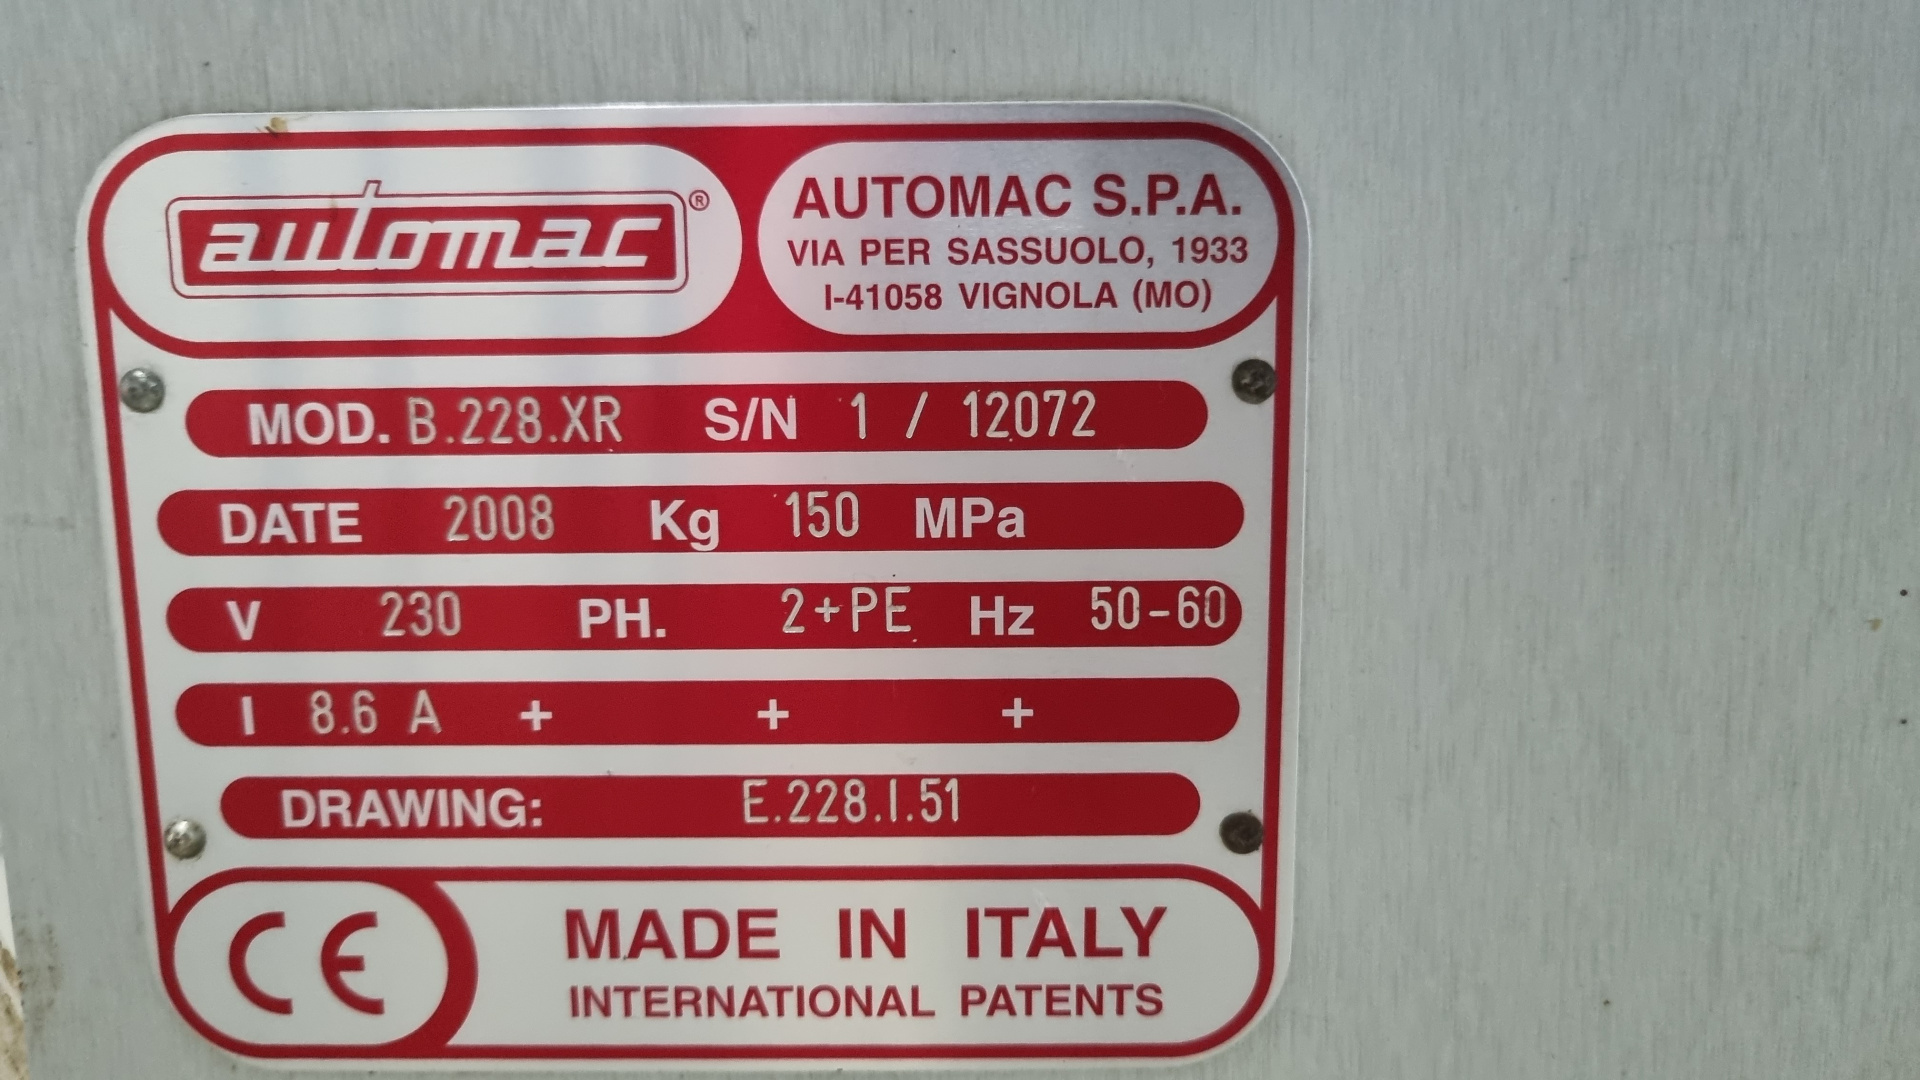 automac®
AUTOMAC S.P.A.
VIA PER SASSUOLO, 1933
I-41058 VIGNOLA (MO)
MOD. B.228.XR S/N 1 / 12072
DATE 2008 Kg 150 MPa
V 230 PH. 2+PE Hz 50-60
I 8.6 A + + +
DRAWING: E.228.I.51
CE
MADE IN ITALY
INTERNATIONAL PATENTS